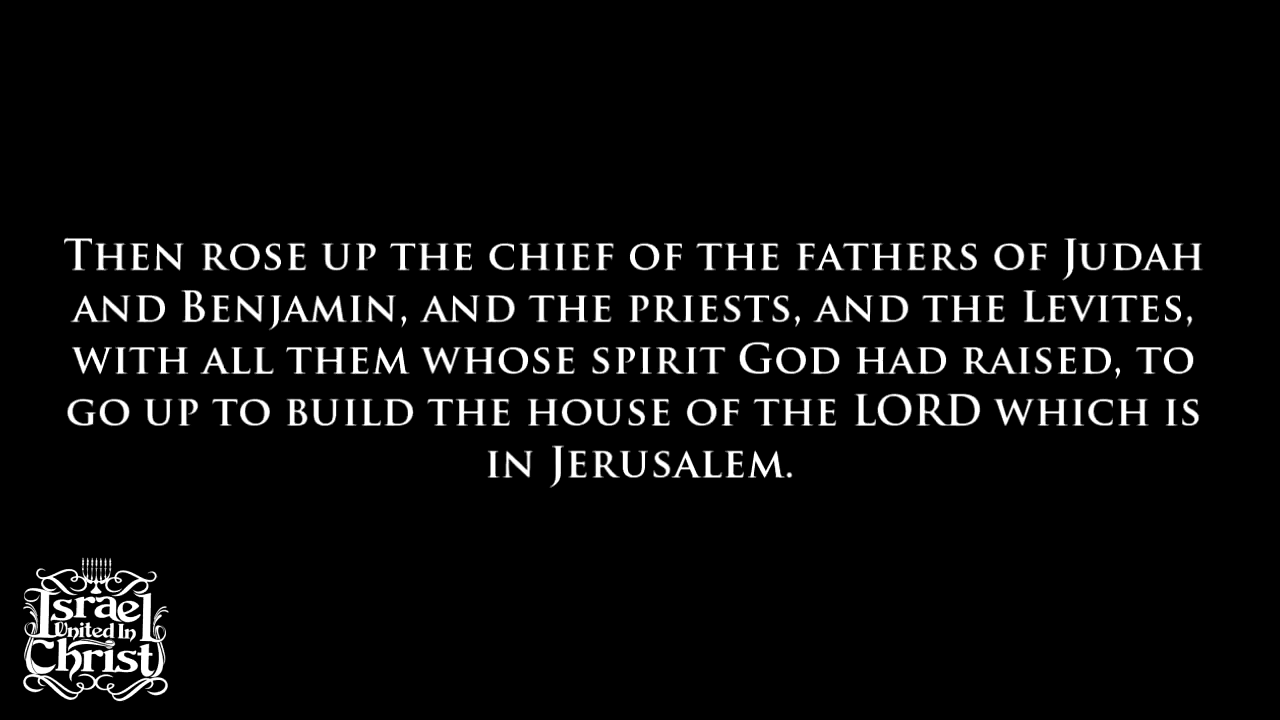 Then rose up the chief of the fathers of Judah
and Benjamin, and the priests, and the Levites,
with all them whose spirit God had raised, to
go up to build the house of the LORD which is
in Jerusalem.
Israel
United In
Christ